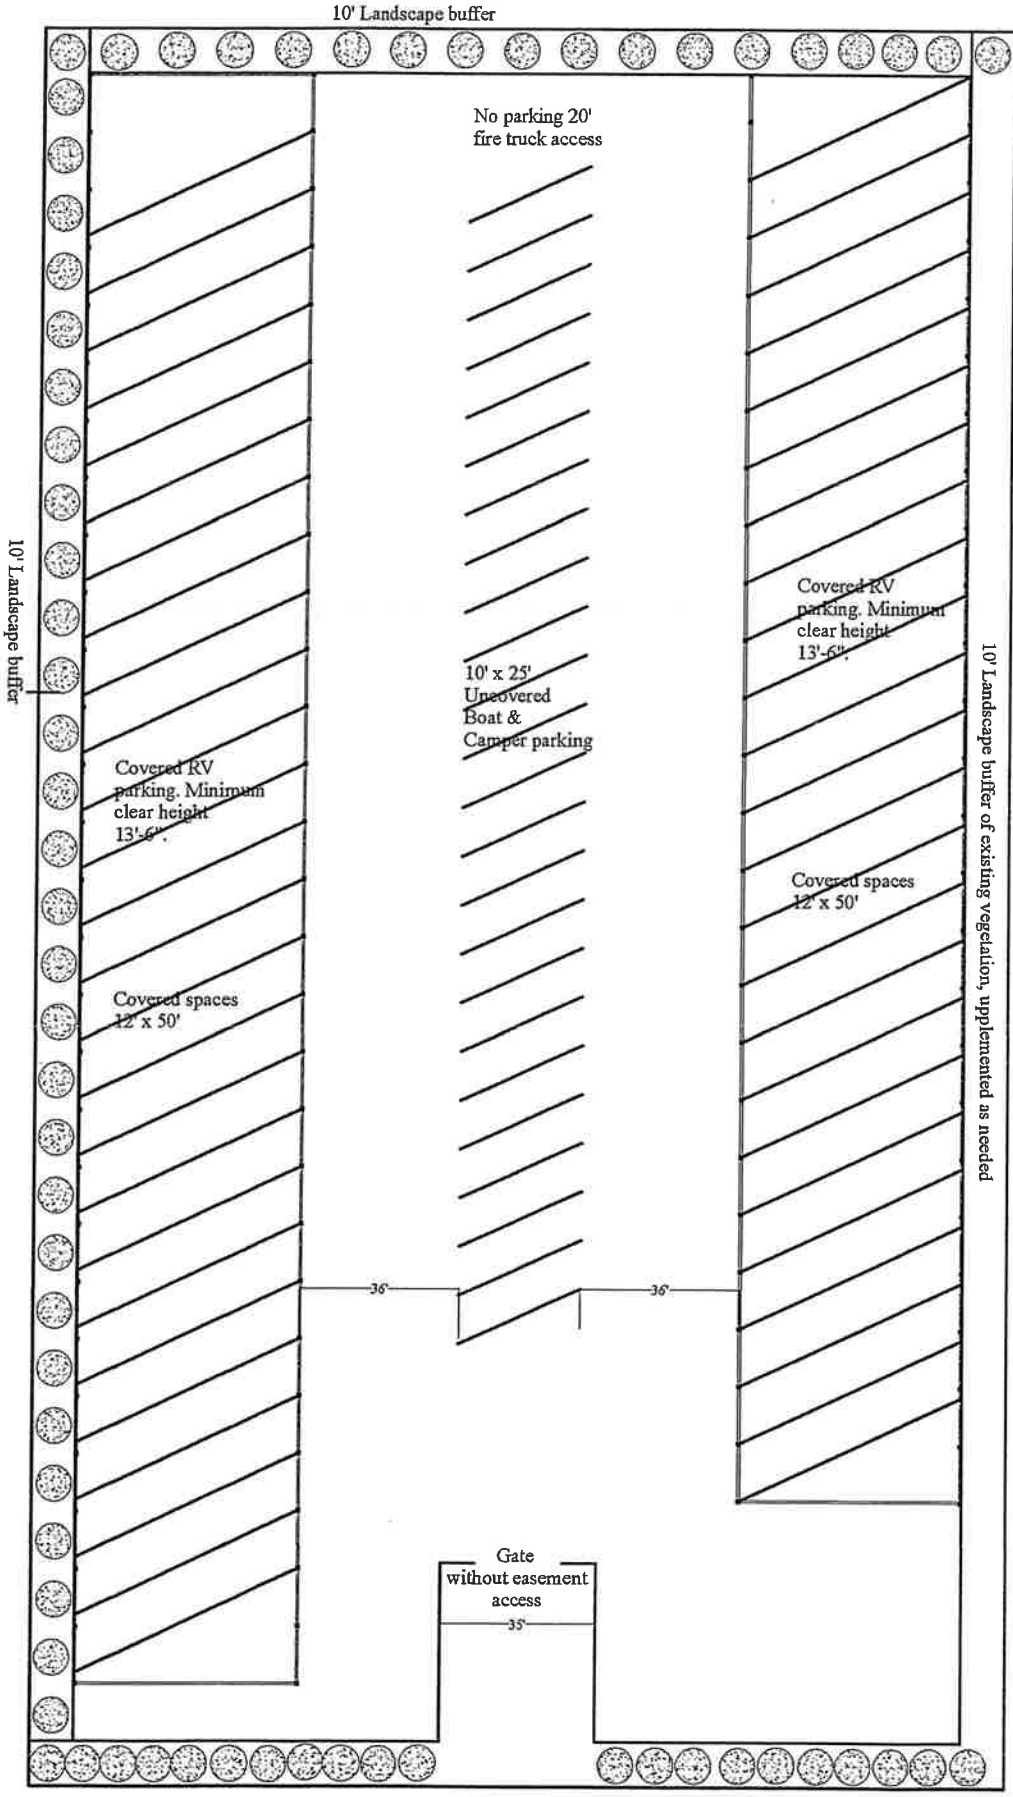 10' Landscape buffer
No parking 20'
fire truck access
10' Landscape buffer
Covered RV
parking. Minimum
clear height
13'-6".
10' x 25'
Uncovered
Boat &
Camper parking
Covered RV
parking. Minimum
clear height
13'-6".
10' Landscape buffer of existing vegetation, upplemented as needed
Covered spaces
12' x 50'
Covered spaces
12' x 50'
36'
36'
Gate
without easement
access
35'